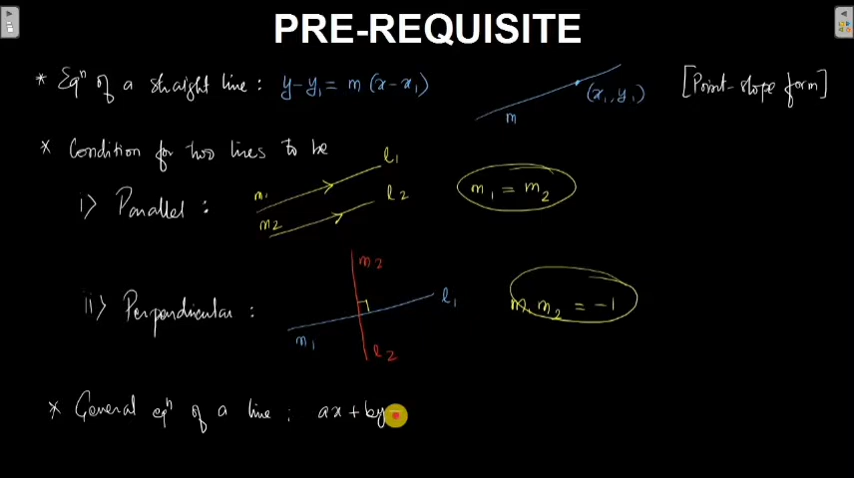 PRE-REQUISITE
* Eqⁿ of a straight line : y-y₁ = m (x-x₁) (x₁, y₁) [Point-slope form]
m
* Condition for two lines to be
l₁
i) Parallel : m₁ l₂ m₁ = m₂
m₂
m₂
ii) Perpendicular : l₁ m₁ m₂ = -1
m₁ l₂
* General eqⁿ of a line : ax + by